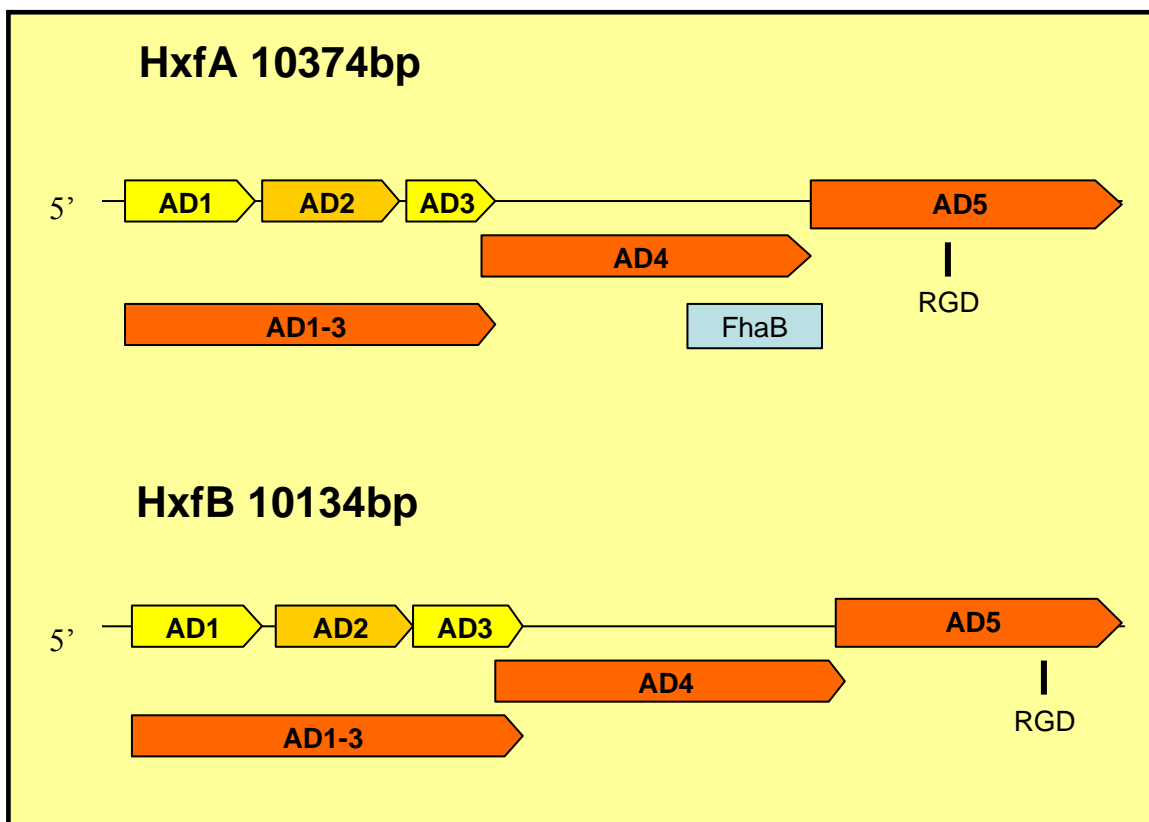 HxfA 10374bp
5’
AD1 AD2 AD3 AD5
AD4
RGD
AD1-3 FhaB
HxfB 10134bp
5’
AD1 AD2 AD3 AD5
AD4
RGD
AD1-3